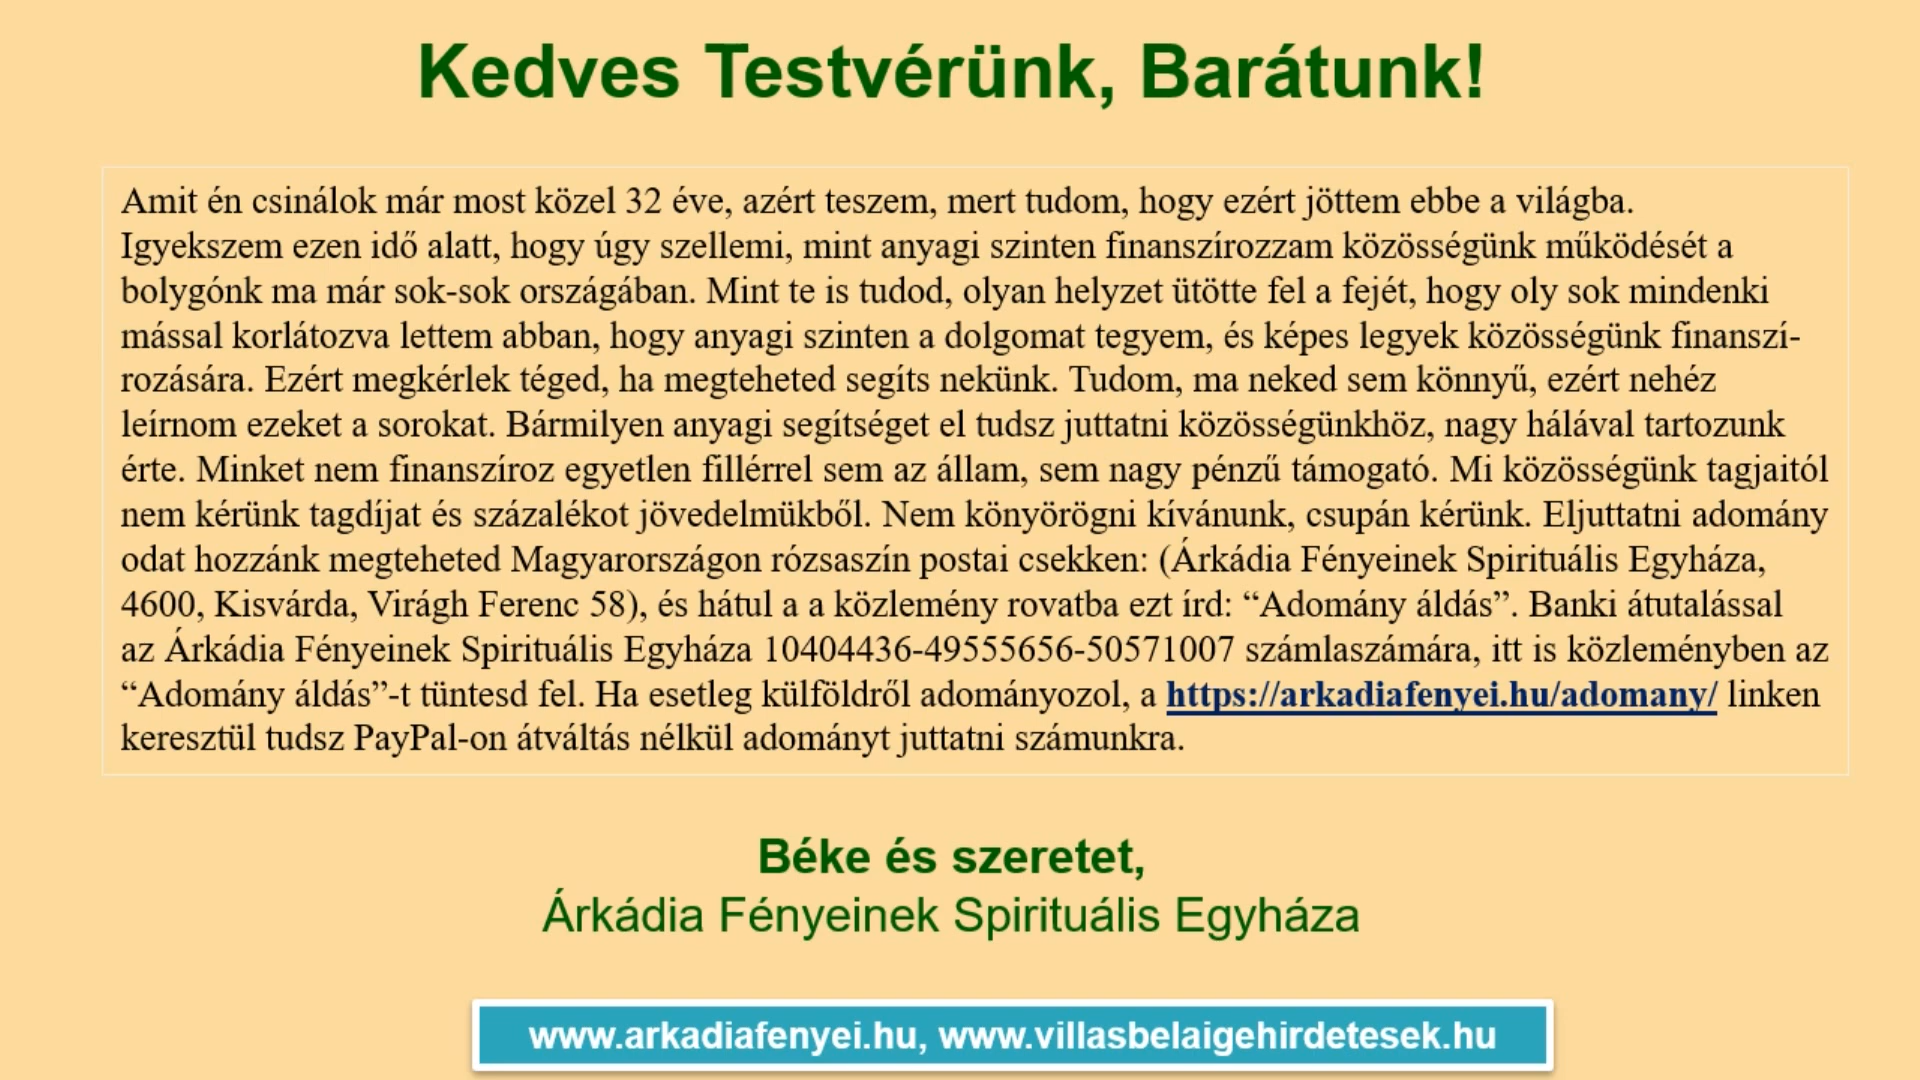 Kedves Testvérünk, Barátunk!
Amit én csinálok már most közel 32 éve, azért teszem, mert tudom, hogy ezért jöttem ebbe a világba.
Igyekszem ezen idő alatt, hogy úgy szellemi, mint anyagi szinten finanszírozzam közösségünk működését a
bolygónk ma már sok-sok országában. Mint te is tudod, olyan helyzet ütötte fel a fejét, hogy oly sok mindenki
mással korlátozva lettem abban, hogy anyagi szinten a dolgomat tegyem, és képes legyek közösségünk finanszí-
rozására. Ezért megkérlek téged, ha megteheted segíts nekünk. Tudom, ma neked sem könnyű, ezért nehéz
leírnom ezeket a sorokat. Bármilyen anyagi segítséget el tudsz juttatni közösségünkhöz, nagy hálával tartozunk
érte. Minket nem finanszíroz egyetlen fillérrel sem az állam, sem nagy pénzű támogató. Mi közösségünk tagjaitól
nem kérünk tagdíjat és százalékot jövedelmükből. Nem könyörögni kívánunk, csupán kérünk. Eljuttatni adomány
odat hozzánk megteheted Magyarországon rózsaszín postai csekken: (Árkádia Fényeinek Spirituális Egyháza,
4600, Kisvárda, Virágh Ferenc 58), és hátul a a közlemény rovatba ezt írd: “Adomány áldás”. Banki átutalással
az Árkádia Fényeinek Spirituális Egyháza 10404436-49555656-50571007 számlaszámára, itt is közleményben az
“Adomány áldás”-t tüntesd fel. Ha esetleg külföldről adományozol, a https://arkadiafenyei.hu/adomany/ linken
keresztül tudsz PayPal-on átváltás nélkül adományt juttatni számunkra.
Béke és szeretet,
Árkádia Fényeinek Spirituális Egyháza
www.arkadiafenyei.hu, www.villasbelaigehirdetesek.hu